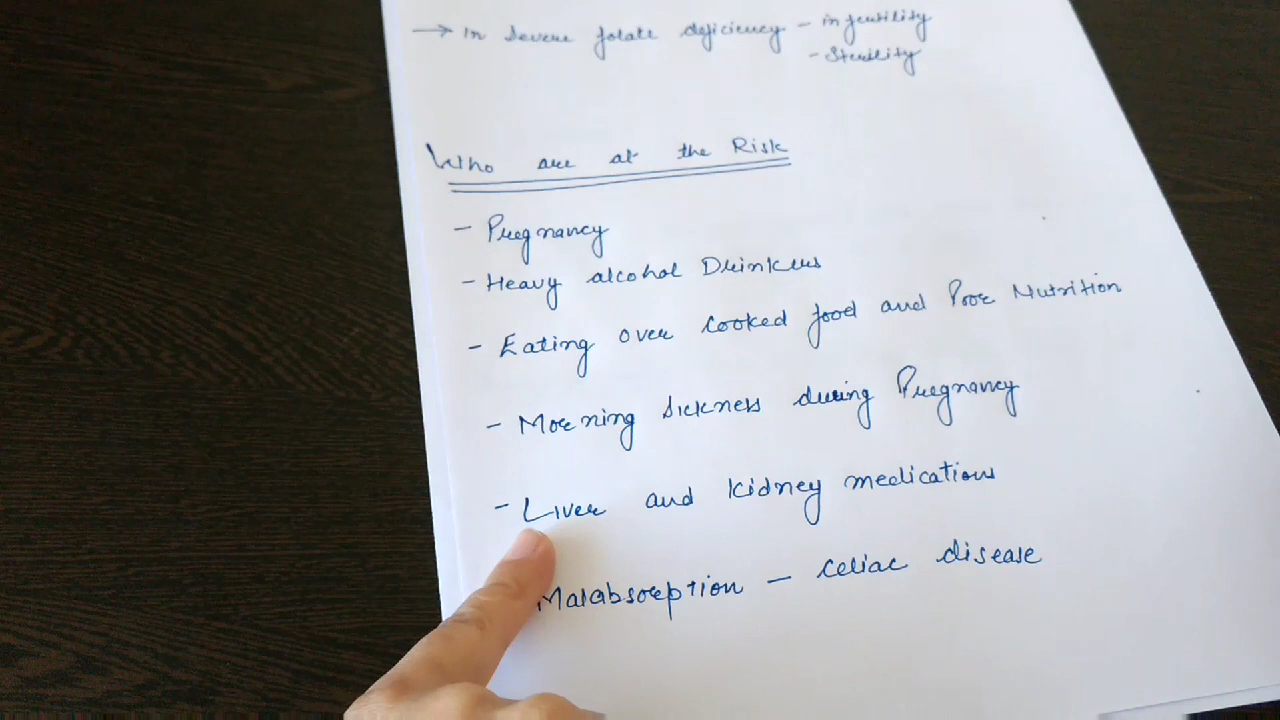 → In severe folate deficiency - infertility
- Sterility
Who are at the Risk
- Pregnancy
- Heavy alcohol Drinkers
- Eating over cooked food and Poor Nutrition
- Morning Sickness during Pregnancy
- Liver and kidney medications
Malabsorption - celiac disease